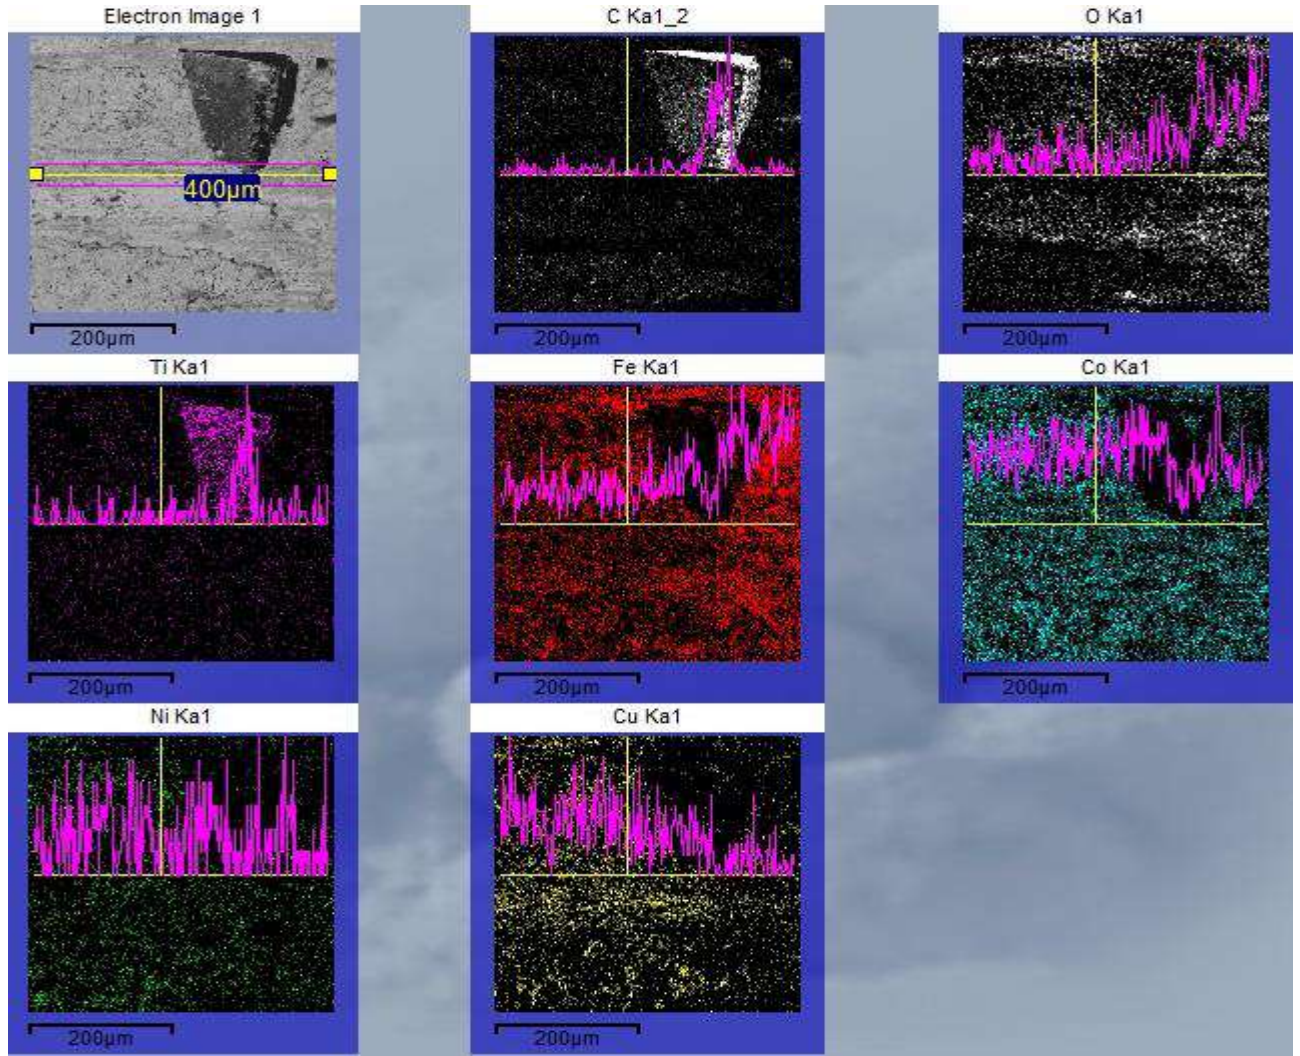 Electron Image 1
C Ka1_2
O Ka1
400µm
200µm
200µm
200µm
Ti Ka1
Fe Ka1
Co Ka1
200µm
200µm
200µm
Ni Ka1
Cu Ka1
200µm
200µm